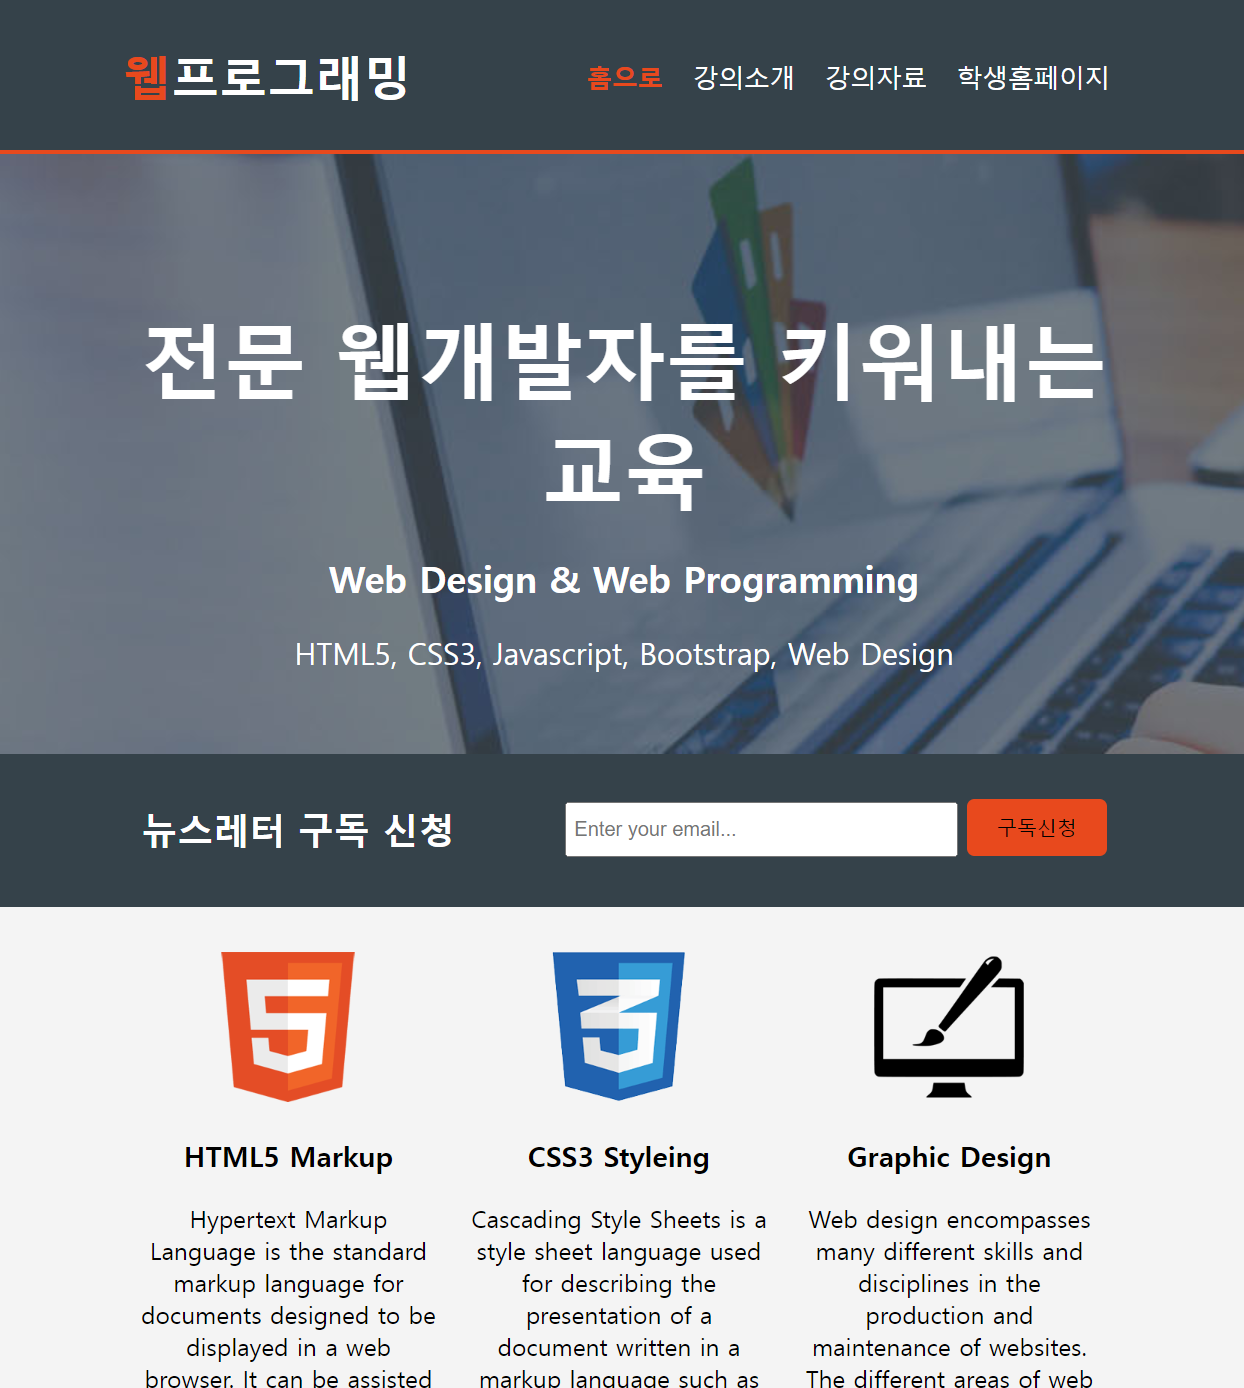 웹프로그래밍
홈으로 강의소개 강의자료 학생홈페이지
전문 웹개발자를 키워내는
교육
Web Design & Web Programming
HTML5, CSS3, Javascript, Bootstrap, Web Design
뉴스레터 구독 신청
Enter your email...
구독신청
HTML5 Markup
Hypertext Markup
Language is the standard
markup language for
documents designed to be
displayed in a web
browser. It can be assisted
CSS3 Styleing
Cascading Style Sheets is a
style sheet language used
for describing the
presentation of a
document written in a
markup language such as
Graphic Design
Web design encompasses
many different skills and
disciplines in the
production and
maintenance of websites.
The different areas of web